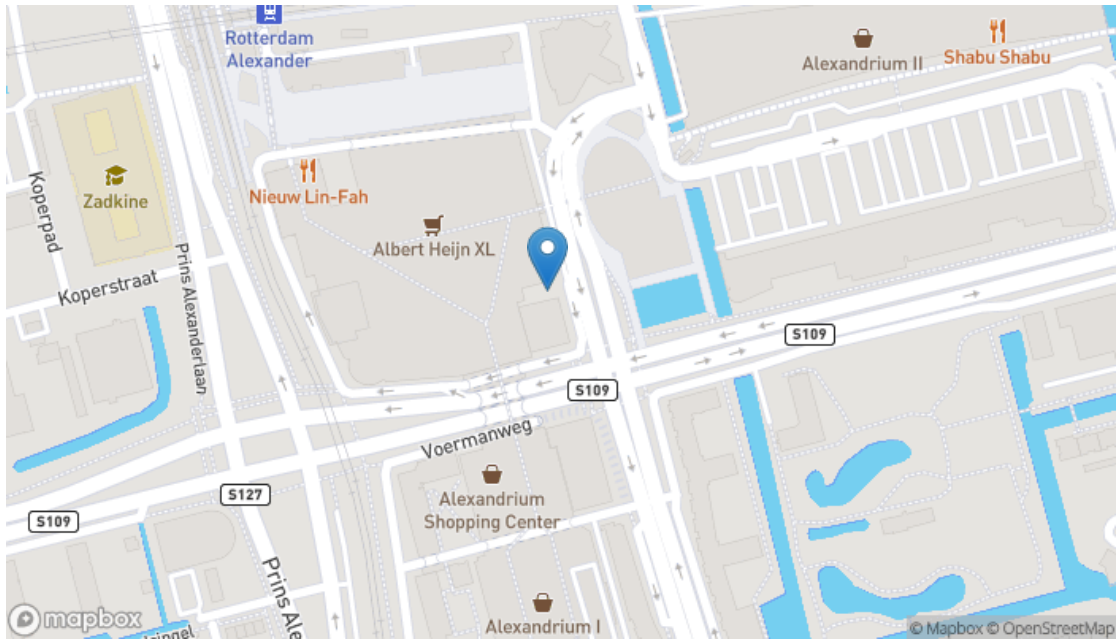 Rotterdam
Alexander
Alexandrium II
Shabu Shabu
Koperpad
Zadkine
Nieuw Lin-Fah
Albert Heijn XL
Koperstraat
Prins Alexanderlaan
S109
S109
Voermanweg
Alexandrium
Shopping Center
S127
S109
Prins Ale
Alexandrium I
singel
mapbox
© Mapbox © OpenStreetMap